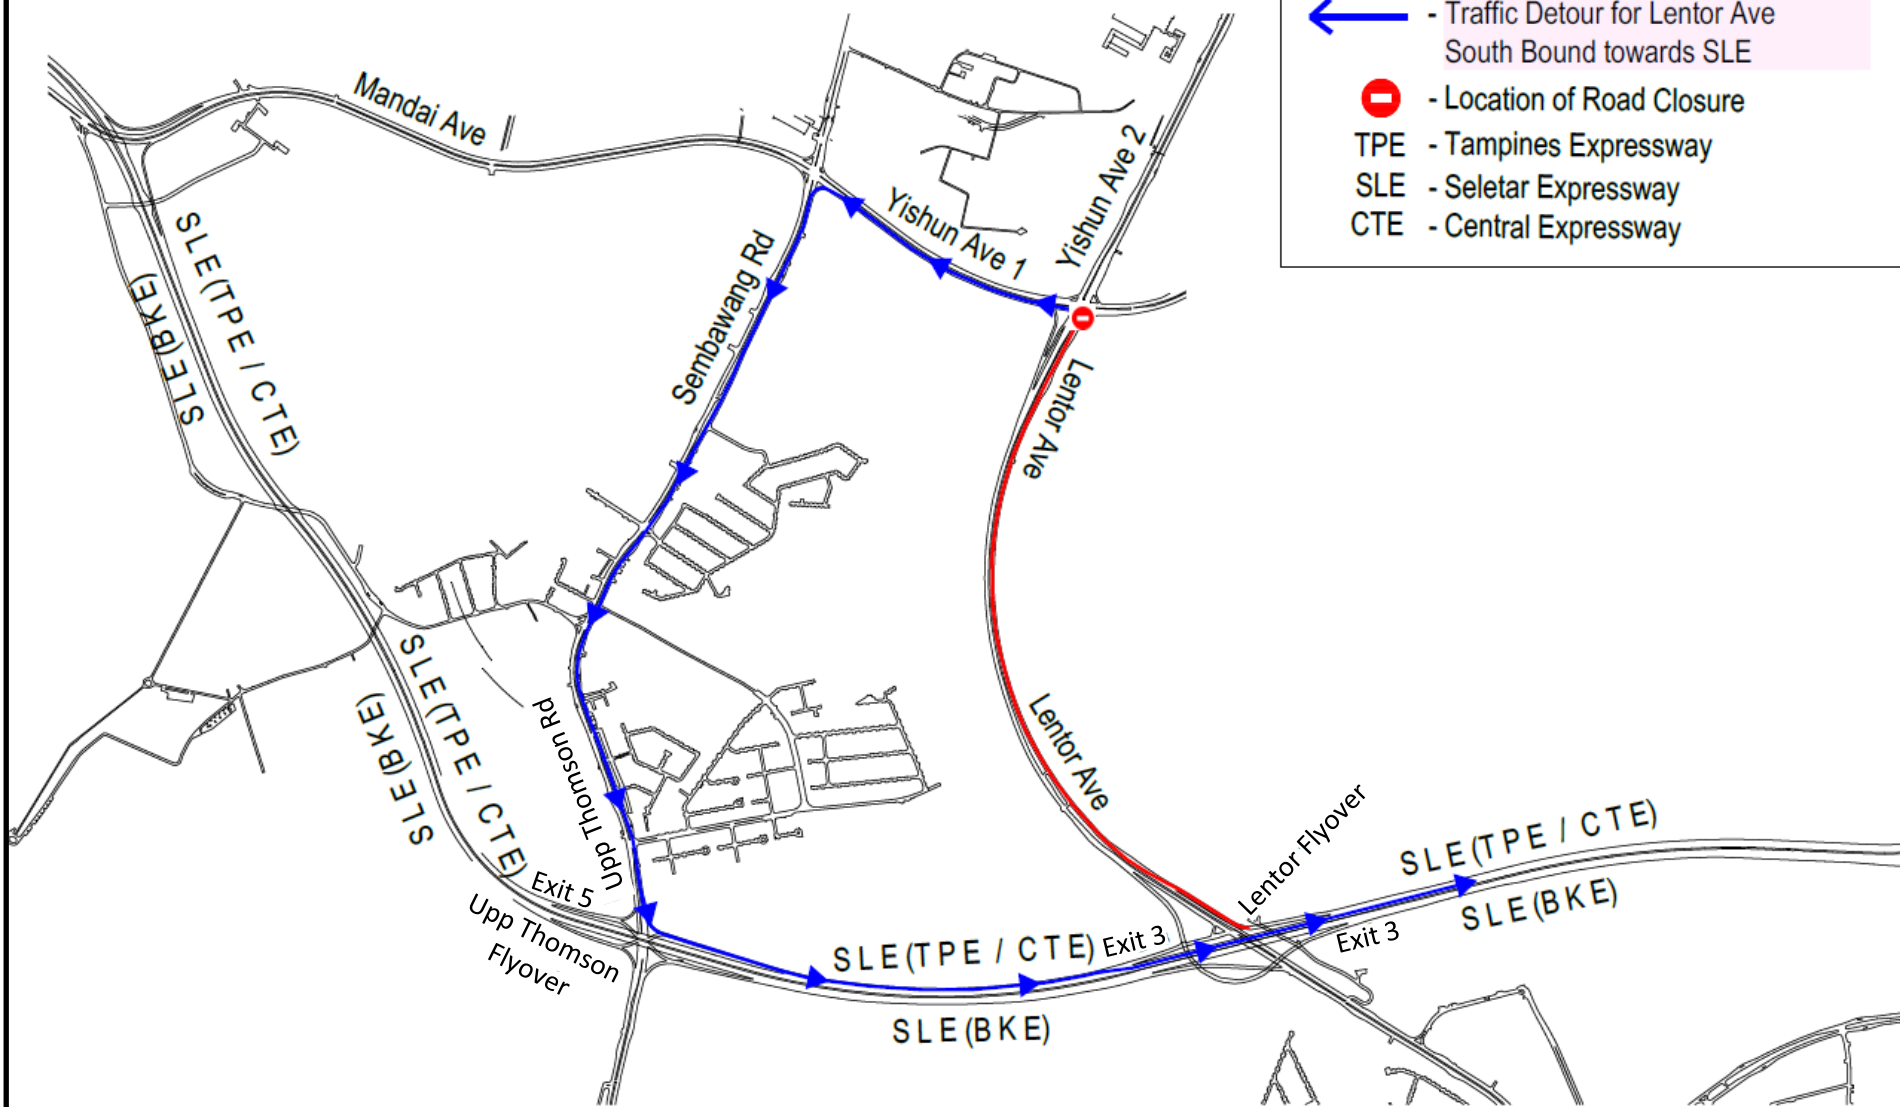 - Traffic Detour for Lentor Ave
South Bound towards SLE
- Location of Road Closure
TPE - Tampines Expressway
SLE - Seletar Expressway
CTE - Central Expressway
Mandai Ave
Yishun Ave 2
Yishun Ave 1
Sembawang Rd
SLE(TPE / CTE)
SLE(BKE)
Lentor Ave
SLE(TPE / CTE)
SLE(BKE)
Upp Thomson Rd
Lentor Ave
Lentor Flyover
SLE(TPE / CTE)
SLE(BKE)
Exit 5
Upp Thomson
Flyover
SLE(TPE / CTE)
Exit 3
Exit 3
SLE(BKE)